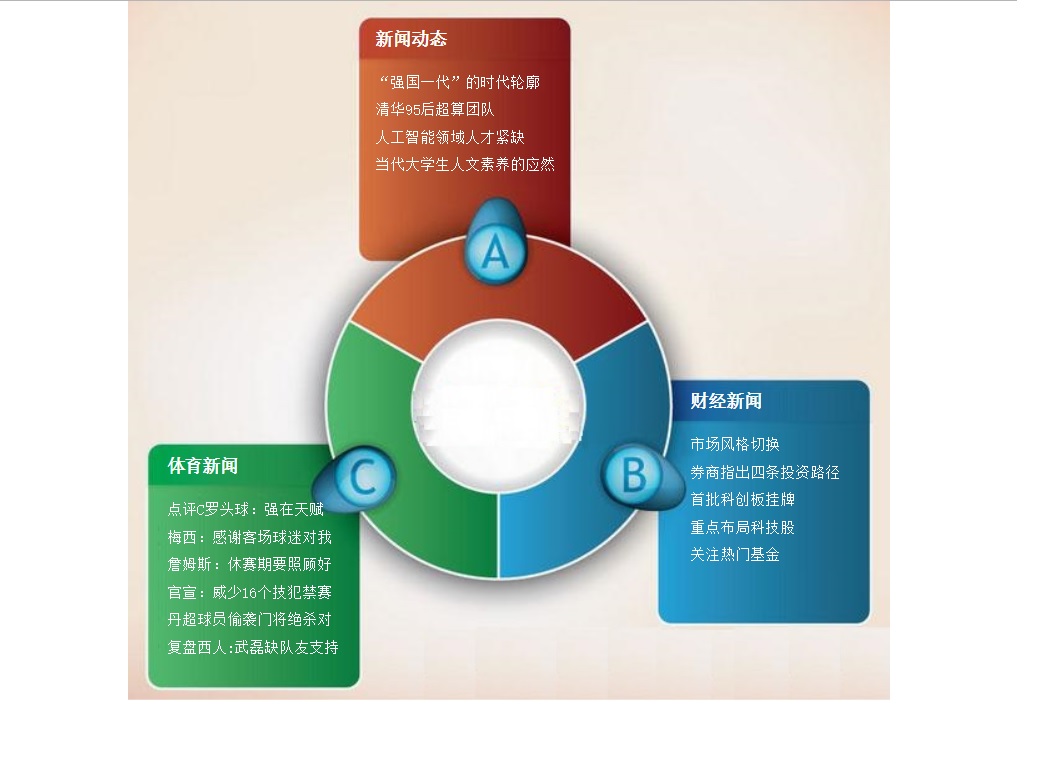 新闻动态
“强国一代”的时代轮廓
清华95后超算团队
人工智能领域人才紧缺
当代大学生人文素养的应然
A
财经新闻
市场风格切换
券商指出四条投资路径
首批科创板挂牌
重点布局科技股
关注热门基金
B
体育新闻
点评C罗头球：强在天赋
梅西：感谢客场球迷对我
詹姆斯：休赛期要照顾好
官宣：威少16个技犯禁赛
丹超球员偷袭门将绝杀对
复盘西人:武磊缺队友支持
C